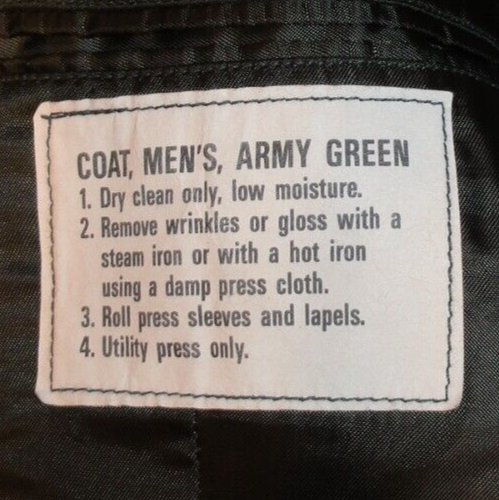 COAT, MEN'S, ARMY GREEN
1. Dry clean only, low moisture.
2. Remove wrinkles or gloss with a
steam iron or with a hot iron
using a damp press cloth.
3. Roll press sleeves and lapels.
4. Utility press only.